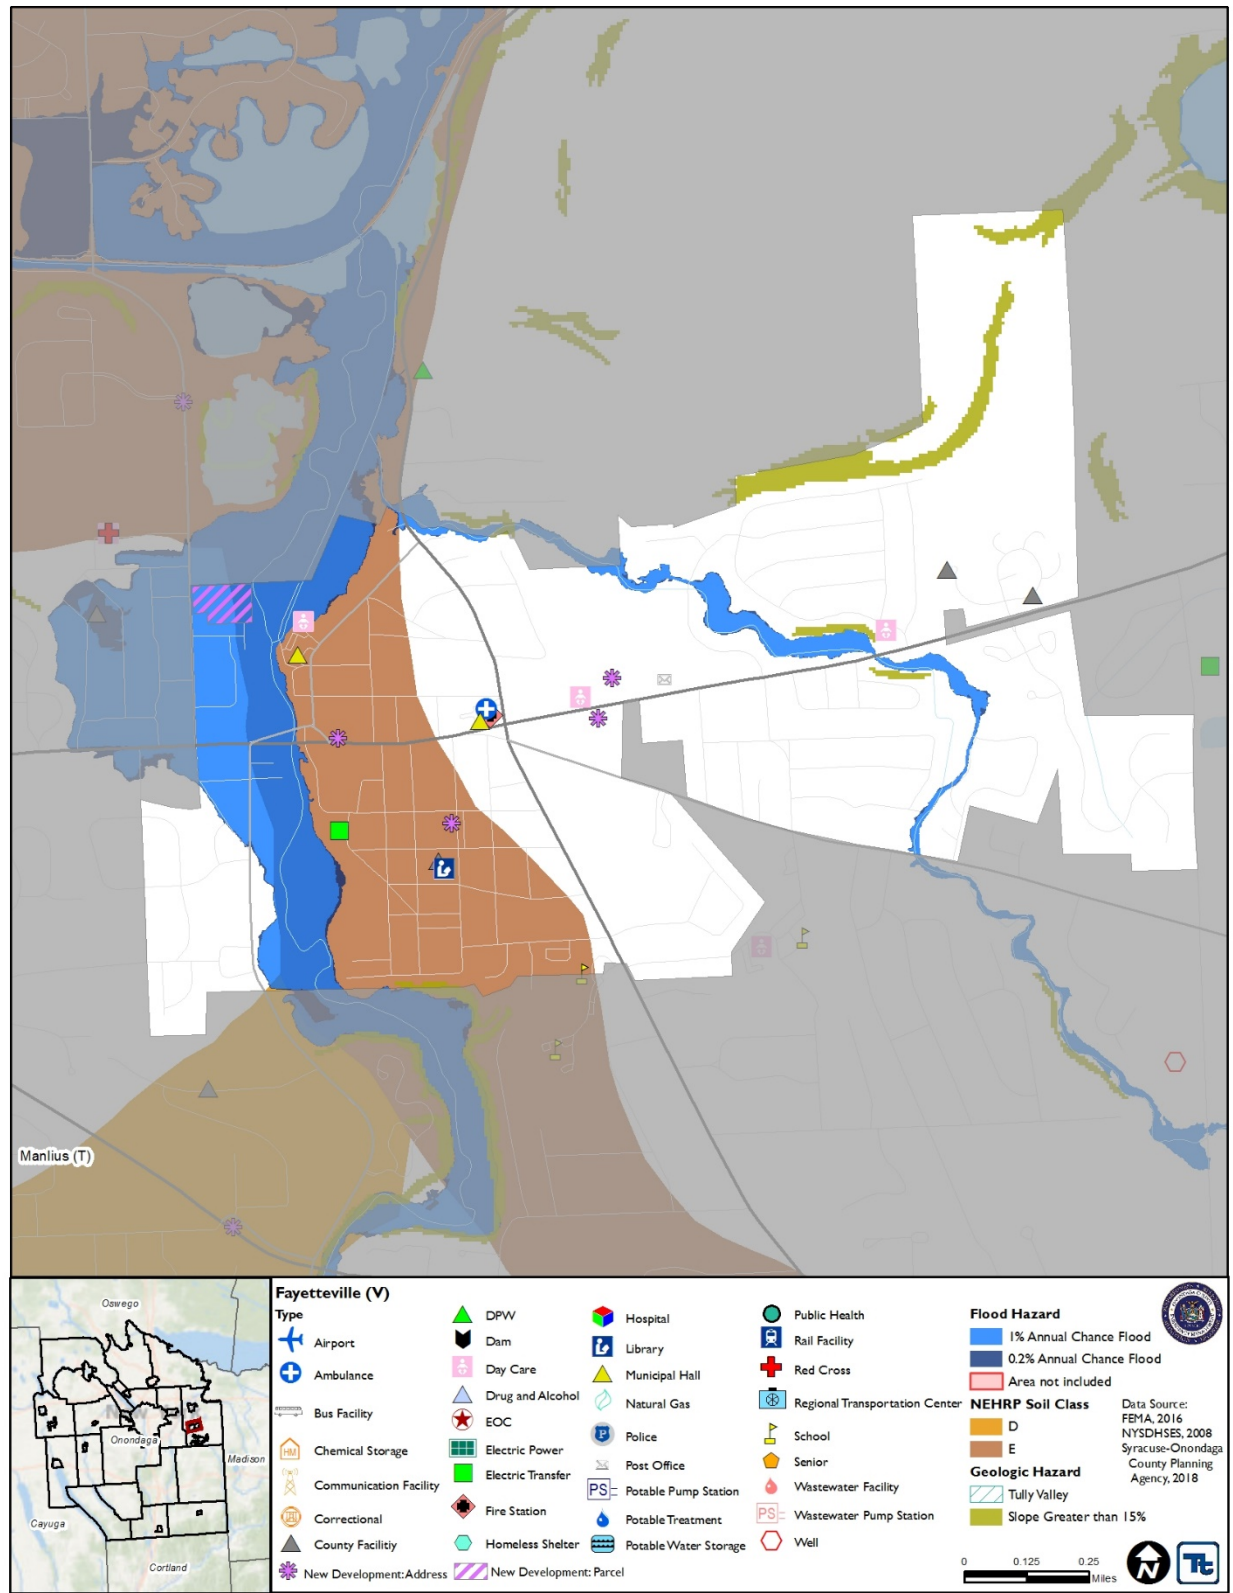 Manlius (T)
Oswego
Onondaga
Madison
Cayuga
Cortland
Fayetteville (V)
Type
Airport
Ambulance
Bus Facility
HM
Chemical Storage
Communication Facility
Correctional
County Facilitiy
New Development: Address
DPW
Dam
Day Care
Drug and Alcohol
EOC
Electric Power
Electric Transfer
Fire Station
Homeless Shelter
New Development: Parcel
Hospital
Library
Municipal Hall
Natural Gas
Police
Post Office
PS
Potable Pump Station
Potable Treatment
Potable Water Storage
Public Health
Rail Facility
Red Cross
Regional Transportation Center
School
Senior
Wastewater Facility
PS
Wastewater Pump Station
Well
Flood Hazard
1% Annual Chance Flood
0.2% Annual Chance Flood
Area not included
NEHRP Soil Class
D
E
Geologic Hazard
Tully Valley
Slope Greater than 15%
Data Source:
FEMA, 2016
NYSDHSES, 2008
Syracuse-Onondaga
County Planning
Agency, 2018
0 0.125 0.25
Miles
N
Tt